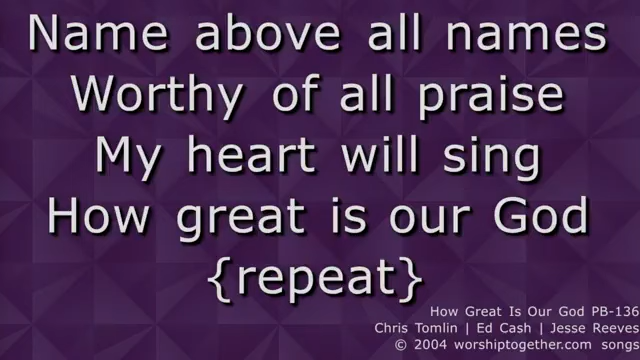 Name above all names
Worthy of all praise
My heart will sing
How great is our God
{repeat}
How Great Is Our God PB-136
Chris Tomlin | Ed Cash | Jesse Reeves
© 2004 worshiptogether.com songs